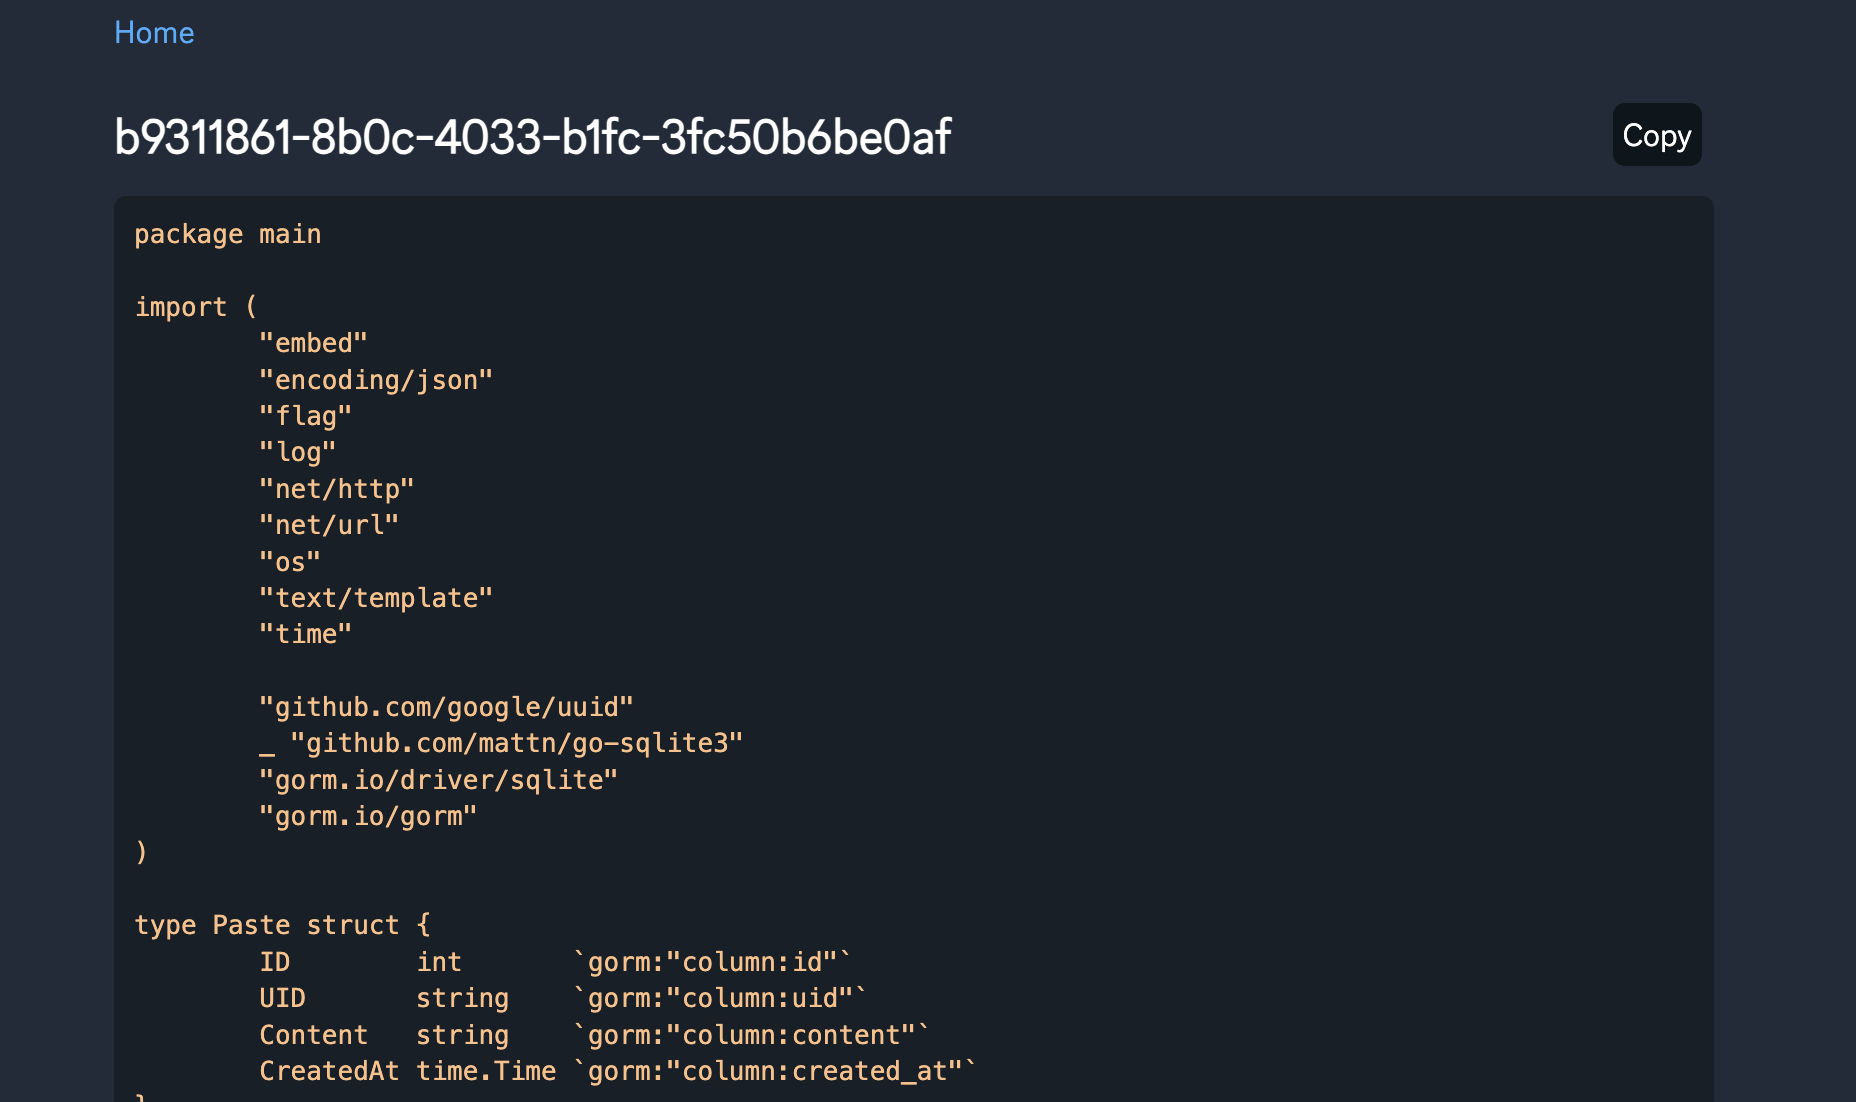 Home
b9311861-8b0c-4033-b1fc-3fc50b6be0af
Copy
package main
import (
        "embed"
        "encoding/json"
        "flag"
        "log"
        "net/http"
        "net/url"
        "os"
        "text/template"
        "time"
        "github.com/google/uuid"
        _ "github.com/mattn/go-sqlite3"
        "gorm.io/driver/sqlite"
        "gorm.io/gorm"
)
type Paste struct {
        ID        int       `gorm:"column:id"`
        UID       string    `gorm:"column:uid"`
        Content   string    `gorm:"column:content"`
        CreatedAt time.Time `gorm:"column:created_at"`
}